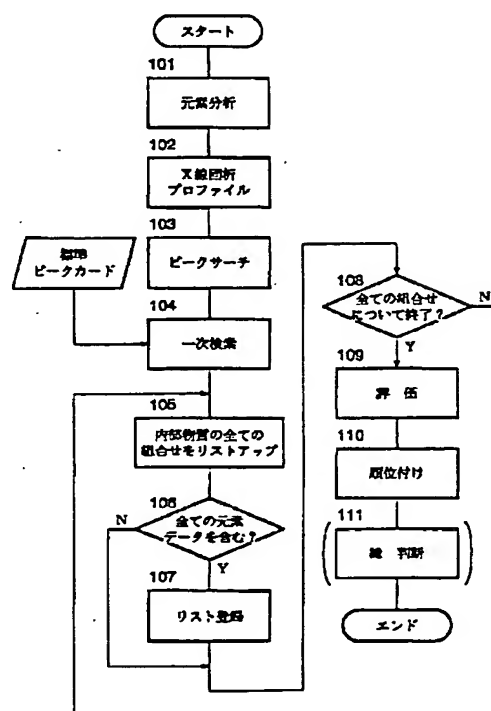 スタート
101
元素分析
102
X線回折
プロファイル
103
ピークサーチ
標準
ピークカード
104
一次検索
105
内部物質の全ての
組合せをリストアップ
106
全ての元素
データを含む?
N
Y
107
リスト登録
108
全ての組合せ
について終了?
N
Y
109
評 価
110
順位付け
111
判断
エンド